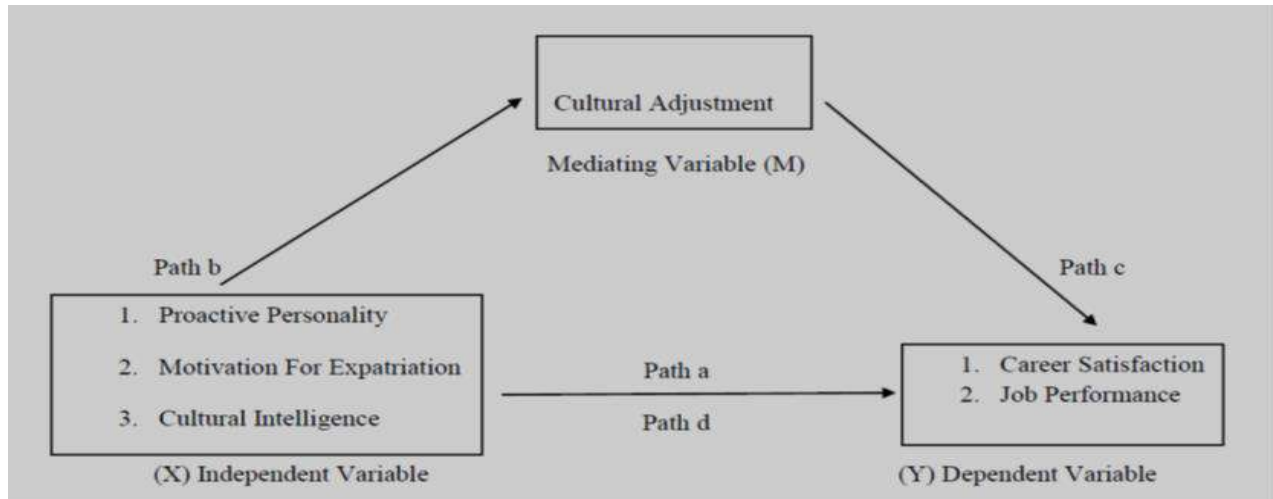 Cultural Adjustment
Mediating Variable (M)
Path b
Path c
1. Proactive Personality
2. Motivation For Expatriation
3. Cultural Intelligence
(X) Independent Variable
Path a
Path d
1. Career Satisfaction
2. Job Performance
(Y) Dependent Variable